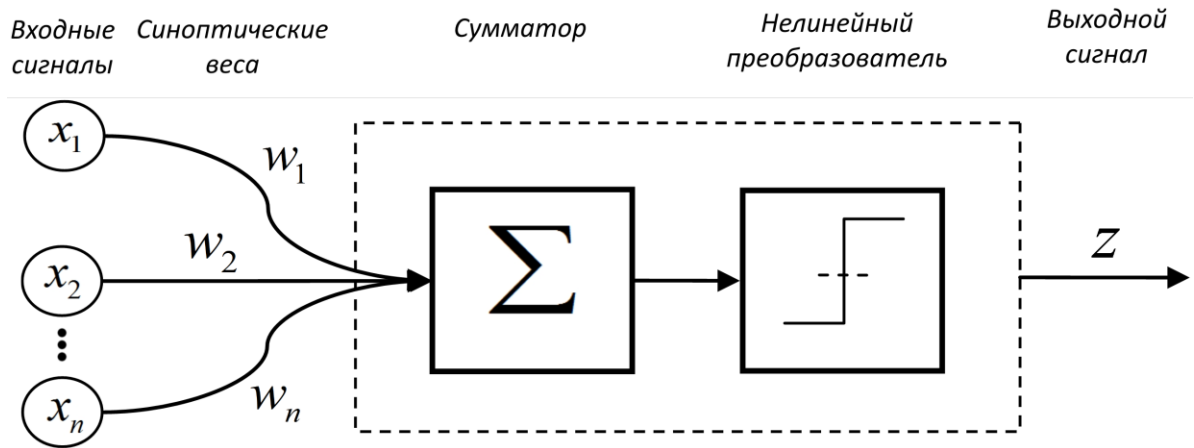 Входные сигналы
Синоптические веса
Сумматор
Нелинейный преобразователь
Выходной сигнал
x₁
w₁
x₂
w₂
xₙ
wₙ
Σ
z